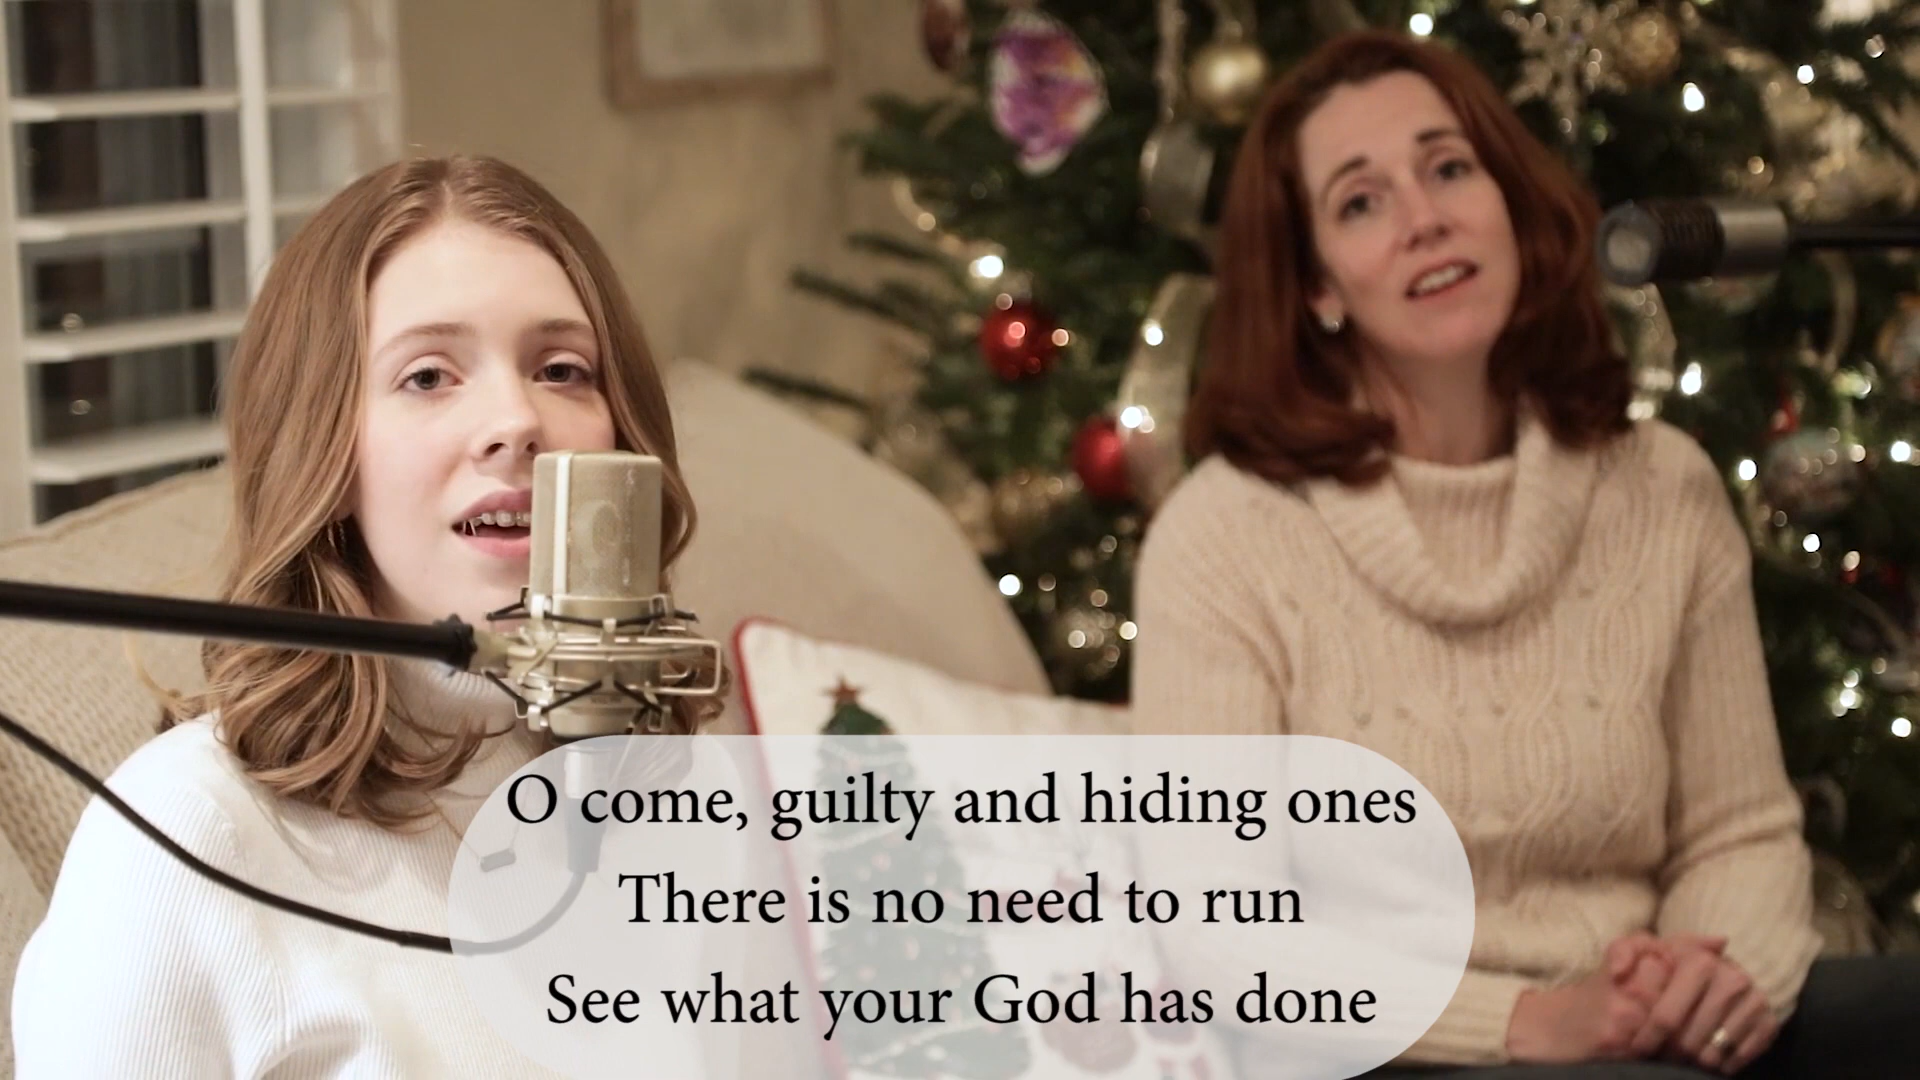 O come, guilty and hiding ones
There is no need to run
See what your God has done